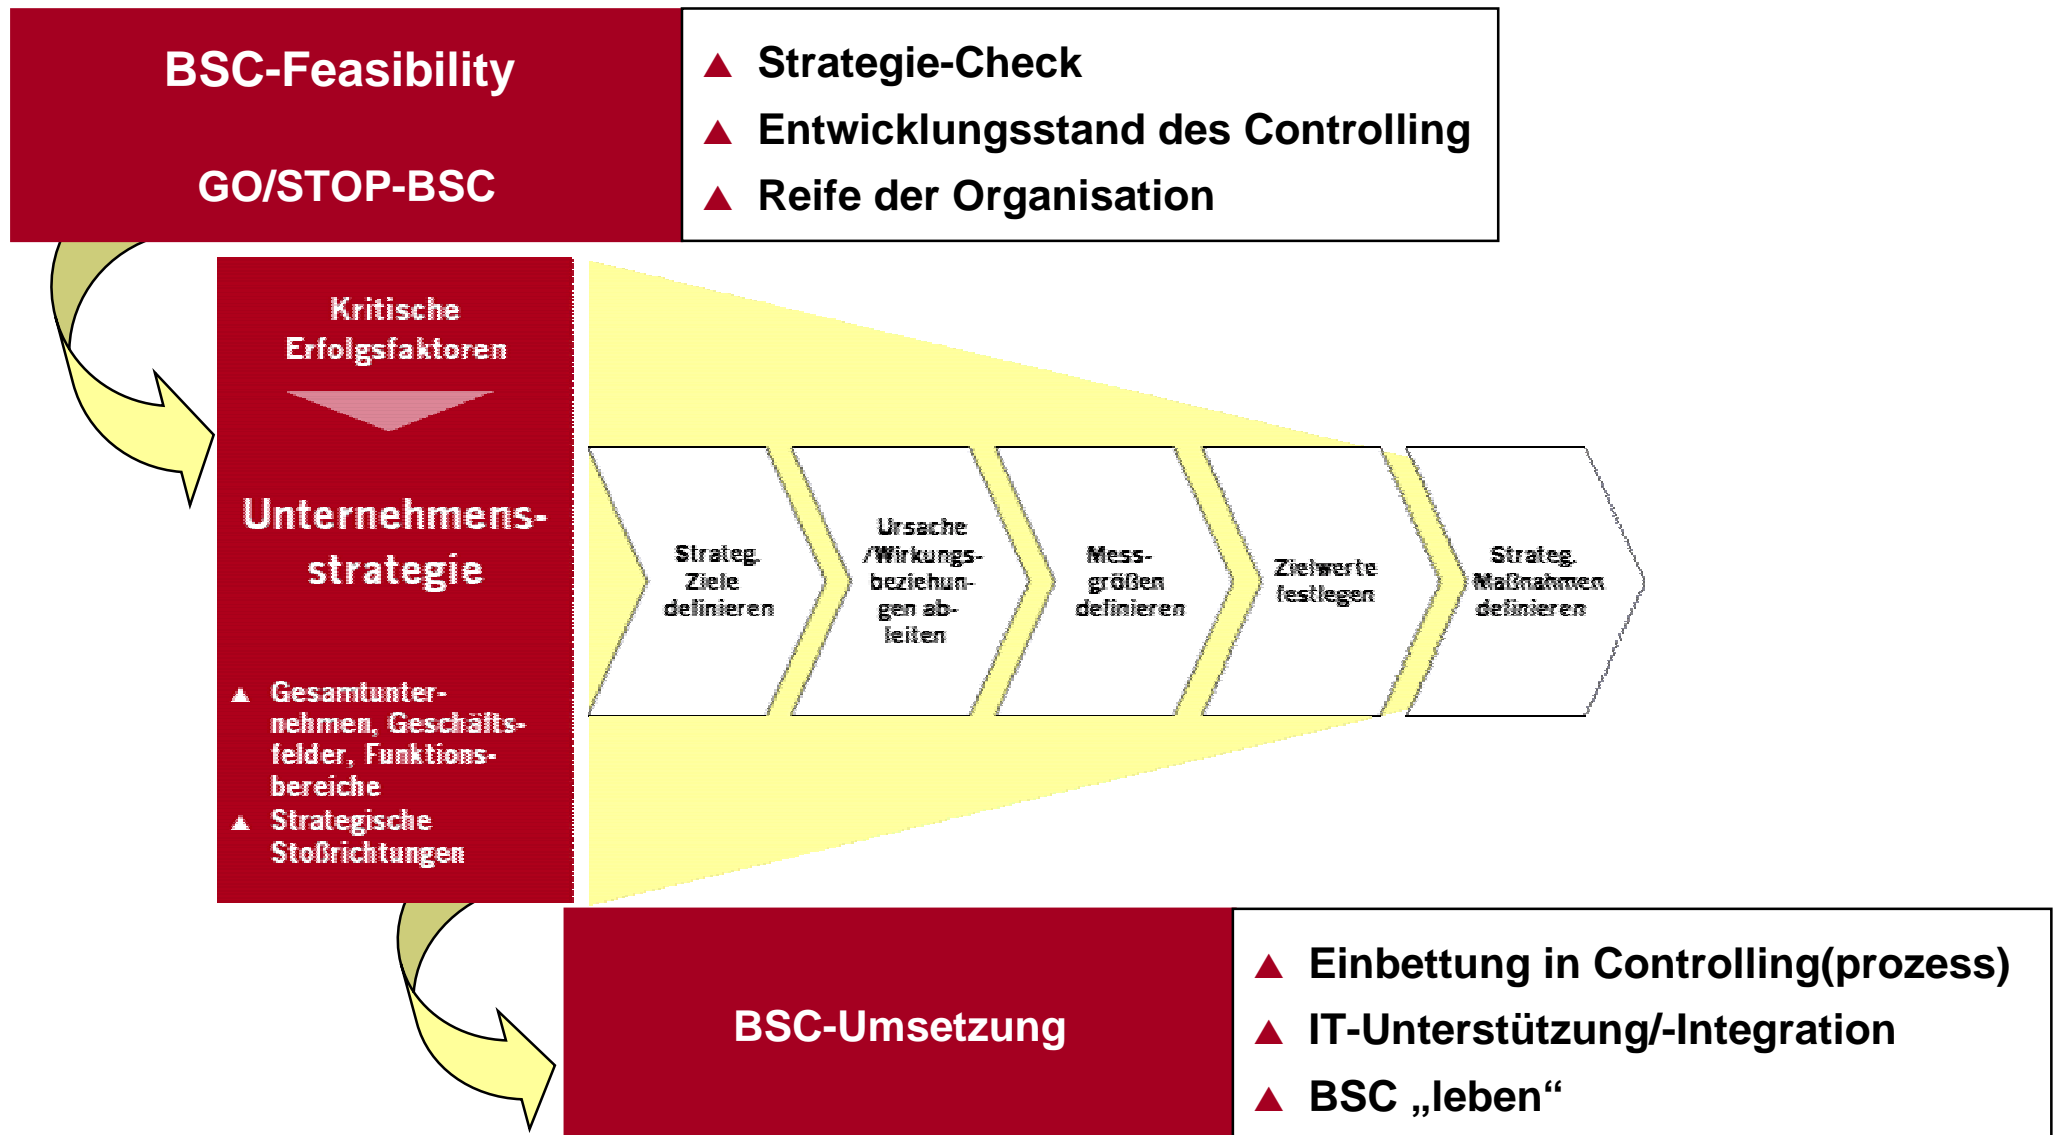 BSC-Feasibility
GO/STOP-BSC
Strategie-Check
Entwicklungsstand des Controlling
Reife der Organisation
Kritische
Erfolgsfaktoren
Unternehmens-
strategie
Gesamtunter-
nehmen, Geschäfts-
felder, Funktions-
bereiche
Strategische
Stoßrichtungen
Strateg.
Ziele
definieren
Ursache
/Wirkungs-
beziehun-
gen ab-
leiten
Mess-
größen
definieren
Zielwerte
festlegen
Strateg.
Maßnahmen
definieren
BSC-Umsetzung
Einbettung in Controlling(prozess)
IT-Unterstützung/-Integration
BSC „leben“